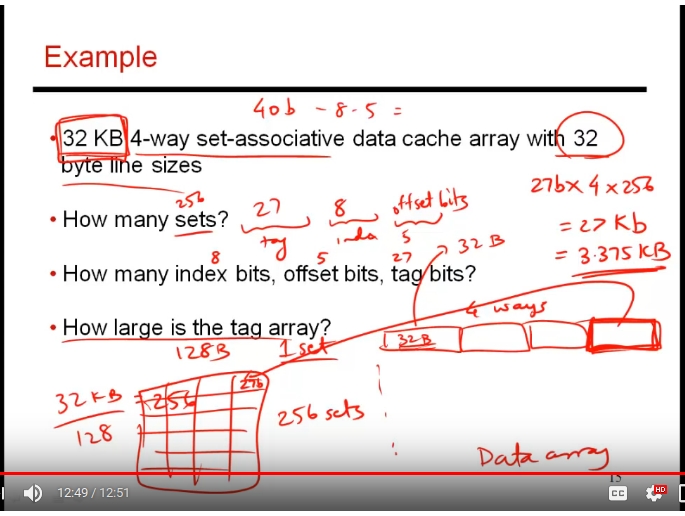 Example
40b - 8 - 5 =
• 32 KB 4-way set-associative data cache array with 32
byte line sizes
27b x 4 x 256
= 27 Kb
= 3.375 KB
256
• How many sets?
27 8 offset bits
tag index 5
32 B
8 5 27
• How many index bits, offset bits, tag bits?
4 ways
• How large is the tag array?
128B 1 set
32B
27b
32 KB = 256
128
256 sets
Data array
15
12:49 / 12:51
CC HD